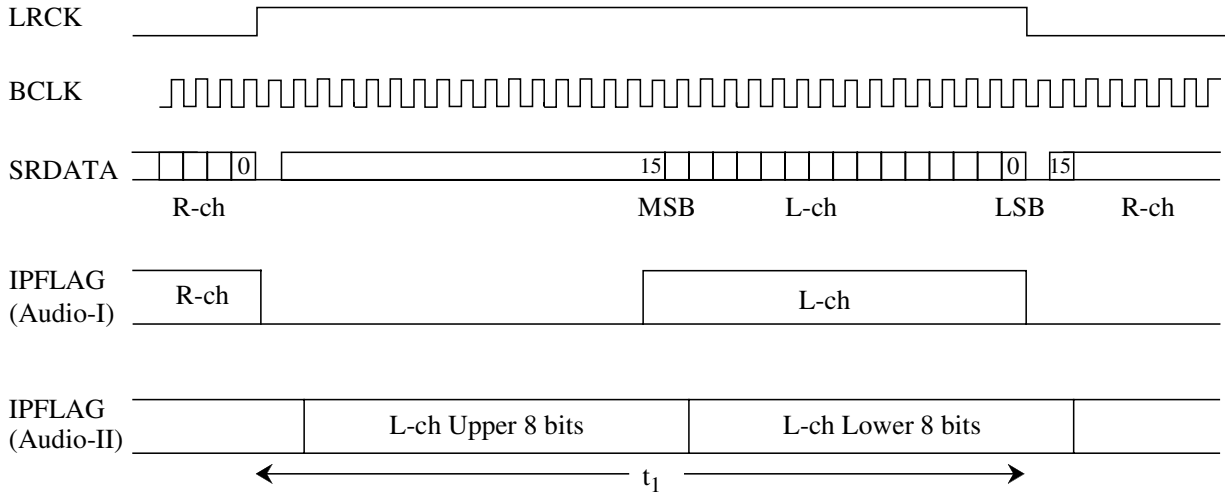 LRCK
BCLK
SRDATA
0
15
0
15
R-ch
MSB
L-ch
LSB
R-ch
IPFLAG
(Audio-I)
R-ch
L-ch
IPFLAG
(Audio-II)
L-ch Upper 8 bits
L-ch Lower 8 bits
t₁